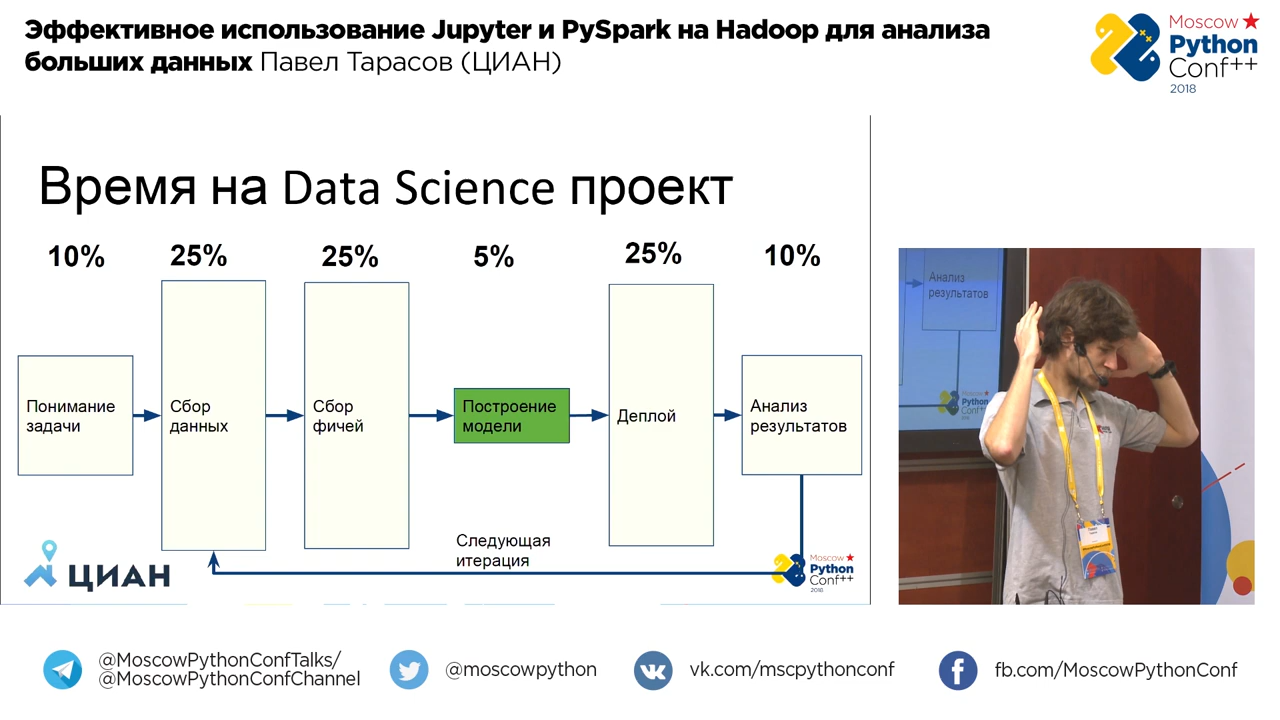 Эффективное использование Jupyter и PySpark на Hadoop для анализа
больших данных Павел Тарасов (ЦИАН)
Moscow
Python
Conf++
2018
Время на Data Science проект
10%
25%
25%
5%
25%
10%
Понимание
задачи
Сбор
данных
Сбор
фичей
Построение
модели
Деплой
Анализ
результатов
Следующая
итерация
ЦИАН
Moscow
Python
Conf++
2018
Анализ
результатов
Python
Conf++
@MoscowPythonConfTalks/
@MoscowPythonConfChannel
@moscowpython
vk.com/mscpythonconf
fb.com/MoscowPythonConf